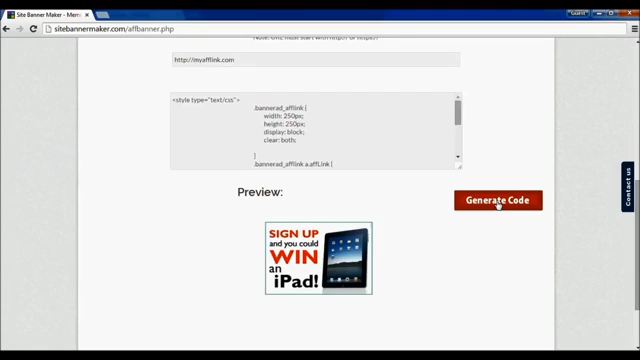 Site Banner Maker - Mem
Guest
sitebannermaker.com/affbanner.php
Note: URL must start with http:// or https://
http://myafflink.com
<style type="text/css">
.bannerad_afflink {
width: 250px;
height: 250px;
display: block;
clear: both;
}
.bannerad_afflink a.affLink {
Preview:
Generate Code
Contact us
SIGN UP
and you could
WIN
an
iPad!